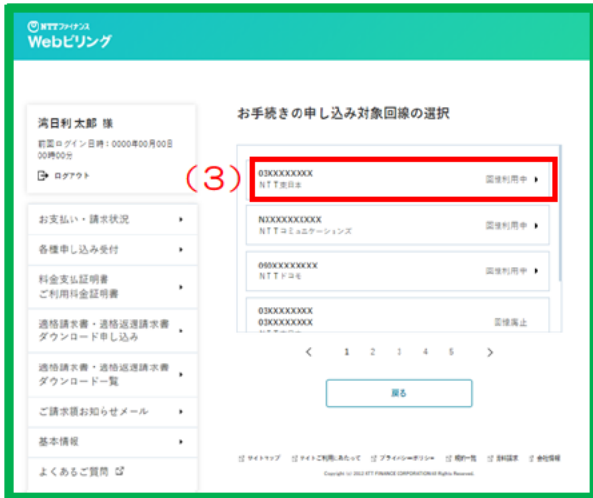 NTTファイナンス
Webビリング
湾日利 太郎 様
前回ログイン日時：0000年00月00日
00時00分
ログアウト
お支払い・請求状況
各種申し込み受付
料金支払証明書
ご利用料金証明書
適格請求書・適格返還請求書
ダウンロード申し込み
適格請求書・適格返還請求書
ダウンロード一覧
ご請求額お知らせメール
基本情報
よくあるご質問
お手続きの申し込み対象回線の選択
（3）
03XXXXXXXX
NTT東日本
回線利用中
NXXXXXXXXX
NTTコミュニケーションズ
回線利用中
090XXXXXXXX
NTTドコモ
回線利用中
03XXXXXXXX
03XXXXXXXX
回線廃止
1 2 3 4 5
戻る
サイトマップ サイトご利用にあたって プライバシーポリシー 規約一覧 資料請求 会社情報